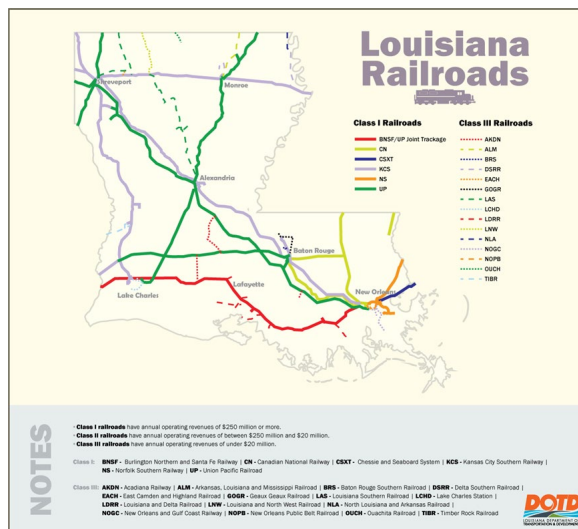 Louisiana
Railroads
Class I Railroads
BNSF/UP Joint Trackage
CN
CSXT
KCS
NS
UP
Class III Railroads
AKDN
ALM
BRS
DSRR
EACH
GOGR
LAS
LCHD
LDRR
LNW
NLA
NOGC
NOPB
OUCH
TIBR
Shreveport
Monroe
Alexandria
Baton Rouge
Lafayette
Lake Charles
New Orleans
NOTES
· Class I railroads have annual operating revenues of $250 million or more.
· Class II railroads have annual operating revenues of between $250 million and $20 million.
· Class III railroads have annual operating revenues of under $20 million.
Class I: BNSF - Burlington Northern and Santa Fe Railway | CN - Canadian National Railway | CSXT - Chessie and Seaboard System | KCS - Kansas City Southern Railway |
NS - Norfolk Southern Railway | UP - Union Pacific Railroad
Class III: AKDN - Acadiana Railway | ALM - Arkansas, Louisiana and Mississippi Railroad | BRS - Baton Rouge Southern Railroad | DSRR - Delta Southern Railroad |
EACH - East Camden and Highland Railroad | GOGR - Geaux Geaux Railroad | LAS - Louisiana Southern Railroad | LCHD - Lake Charles Station |
LDRR - Louisiana and Delta Railroad | LNW - Louisiana and North West Railroad | NLA - North Louisiana and Arkansas Railroad |
NOGC - New Orleans and Gulf Coast Railway | NOPB - New Orleans Public Belt Railroad | OUCH - Ouachita Railroad | TIBR - Timber Rock Railroad
DOTD
LOUISIANA DEPARTMENT
TRANSPORTATION & DEVELOPMENT